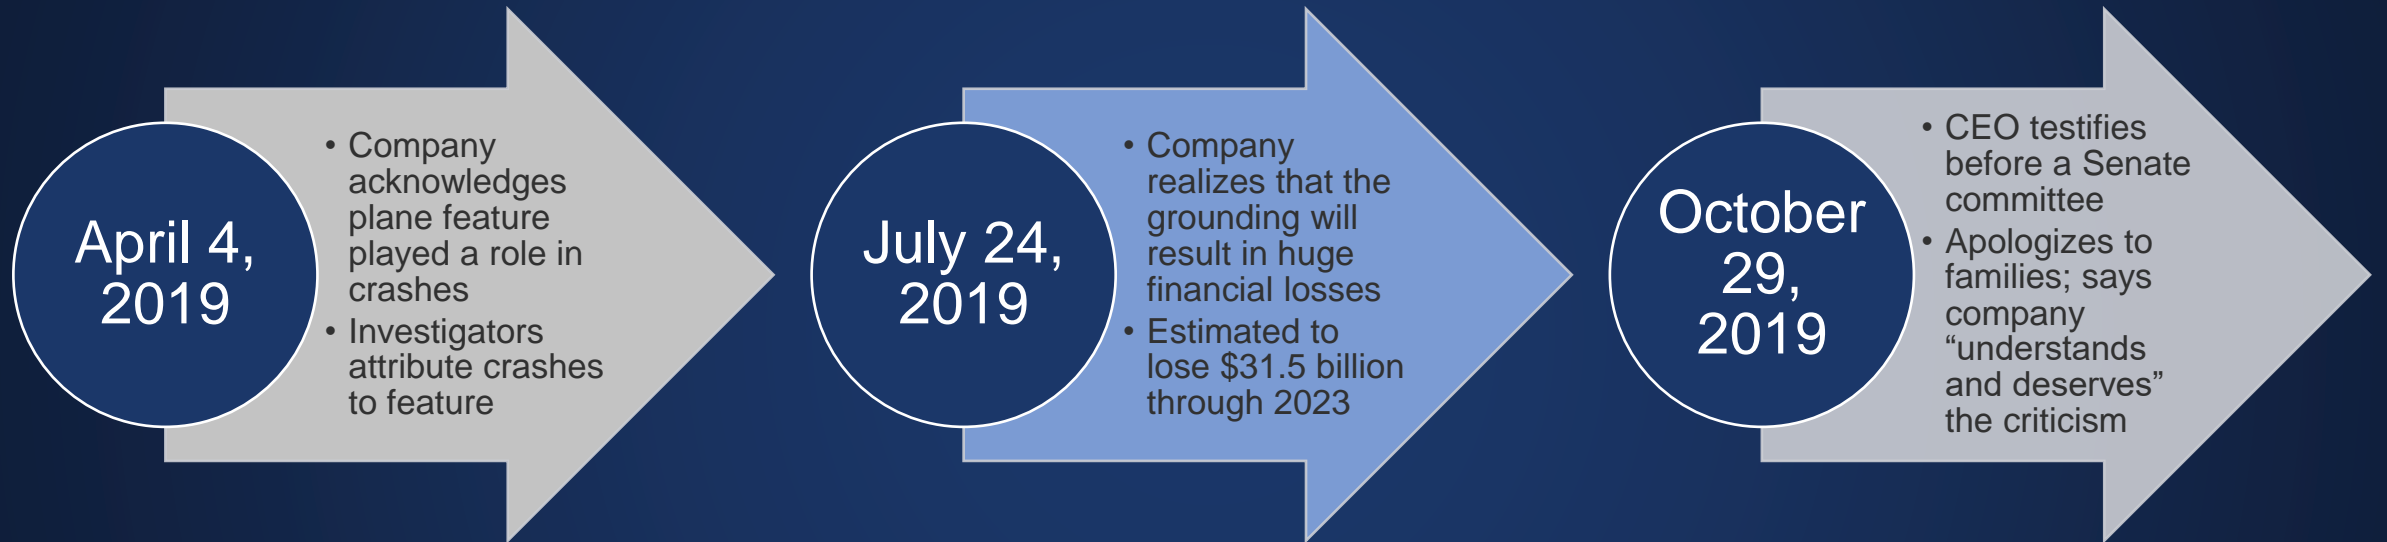 April 4,
2019
• Company
acknowledges
plane feature
played a role in
crashes
• Investigators
attribute crashes
to feature
July 24,
2019
• Company
realizes that the
grounding will
result in huge
financial losses
• Estimated to
lose $31.5 billion
through 2023
October
29,
2019
• CEO testifies
before a Senate
committee
• Apologizes to
families; says
company
“understands
and deserves”
the criticism